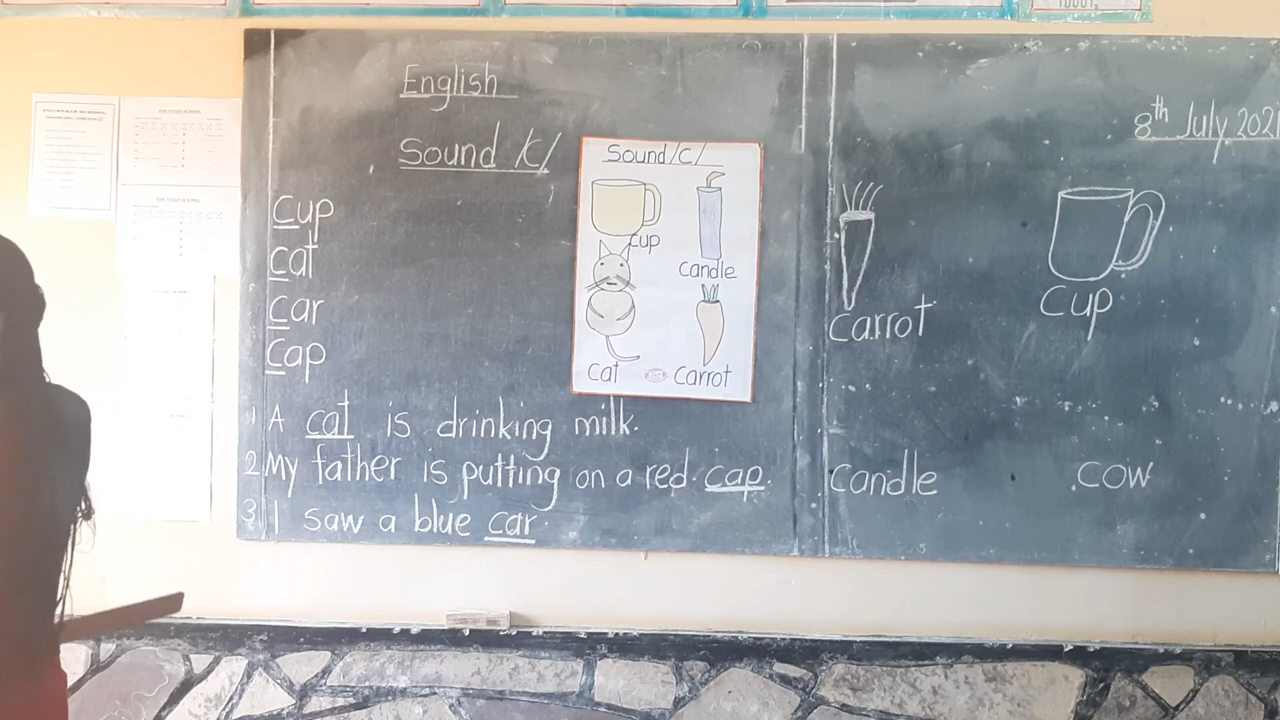 English
Sound /c/
cup
cat
car
cap
1 A cat is drinking milk.
2 My father is putting on a red cap.
3 I saw a blue car.
Sound /c/
cup
candle
cat
carrot
8th July 202
carrot
cup
candle
cow